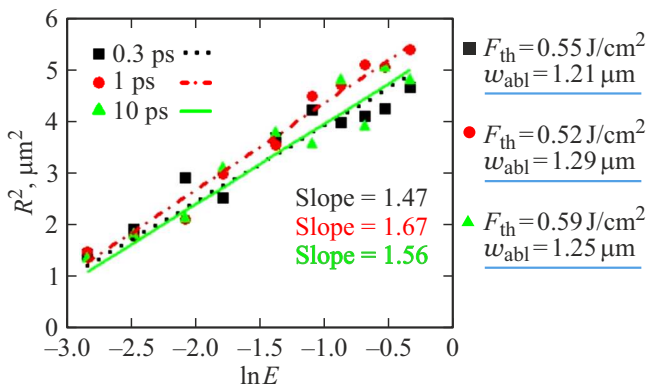 6
5
4
3
2
1
0
R², μm²
0.3 ps
1 ps
10 ps
Slope = 1.47
Slope = 1.67
Slope = 1.56
−3.0 −2.5 −2.0 −1.5 −1.0 −0.5 0
lnE
F_th = 0.55 J/cm²
w_abl = 1.21 μm
F_th = 0.52 J/cm²
w_abl = 1.29 μm
F_th = 0.59 J/cm²
w_abl = 1.25 μm